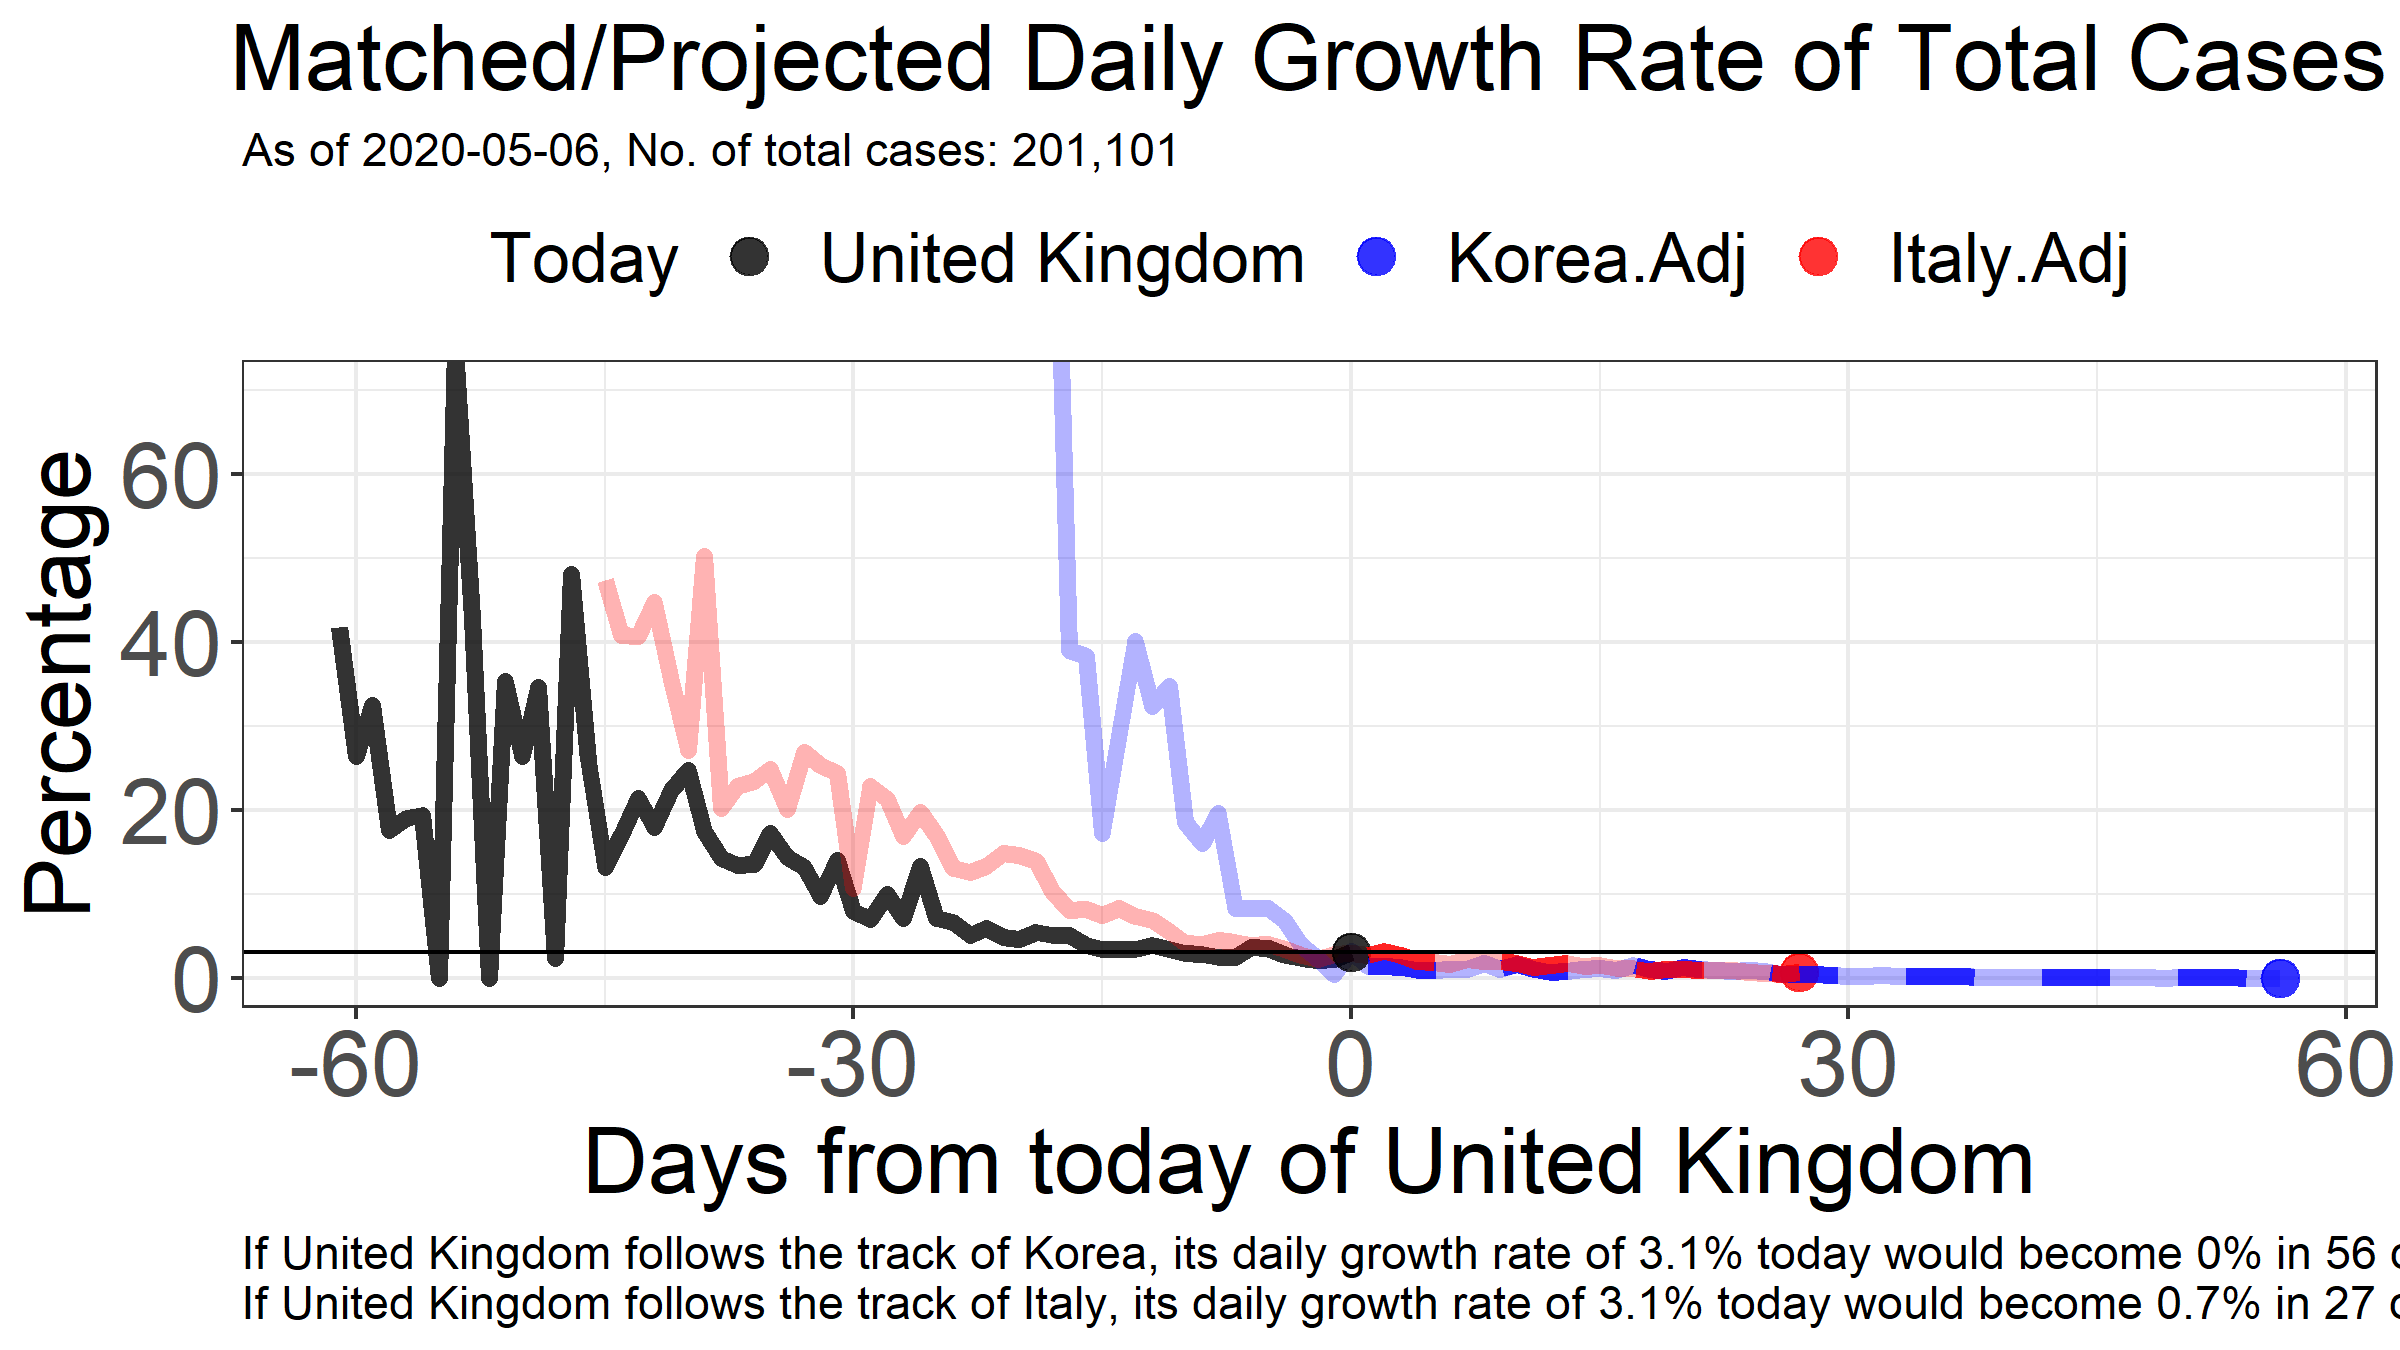 Matched/Projected Daily Growth Rate of Total Cases
As of 2020-05-06, No. of total cases: 201,101
Today United Kingdom Korea.Adj Italy.Adj
Percentage
60
40
20
0
-60 -30 0 30 60
Days from today of United Kingdom
If United Kingdom follows the track of Korea, its daily growth rate of 3.1% today would become 0% in 56
If United Kingdom follows the track of Italy, its daily growth rate of 3.1% today would become 0.7% in 27